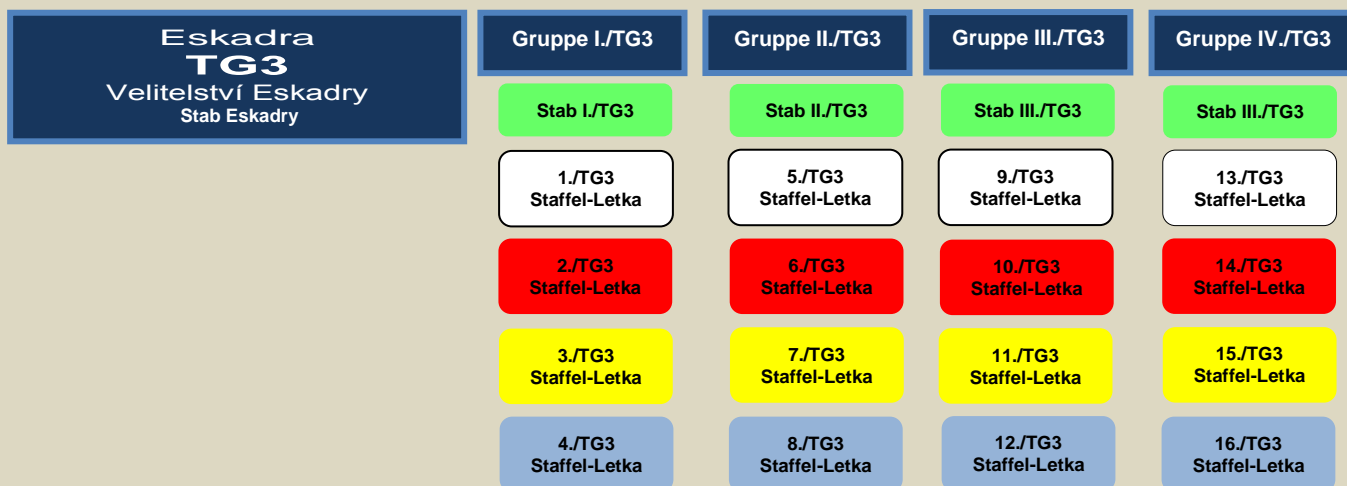 Eskadra
TG3
Velitelství Eskadry
Stab Eskadry
Gruppe I./TG3
Gruppe II./TG3
Gruppe III./TG3
Gruppe IV./TG3
Stab I./TG3
Stab II./TG3
Stab III./TG3
Stab III./TG3
1./TG3
Staffel-Letka
5./TG3
Staffel-Letka
9./TG3
Staffel-Letka
13./TG3
Staffel-Letka
2./TG3
Staffel-Letka
6./TG3
Staffel-Letka
10./TG3
Staffel-Letka
14./TG3
Staffel-Letka
3./TG3
Staffel-Letka
7./TG3
Staffel-Letka
11./TG3
Staffel-Letka
15./TG3
Staffel-Letka
4./TG3
Staffel-Letka
8./TG3
Staffel-Letka
12./TG3
Staffel-Letka
16./TG3
Staffel-Letka